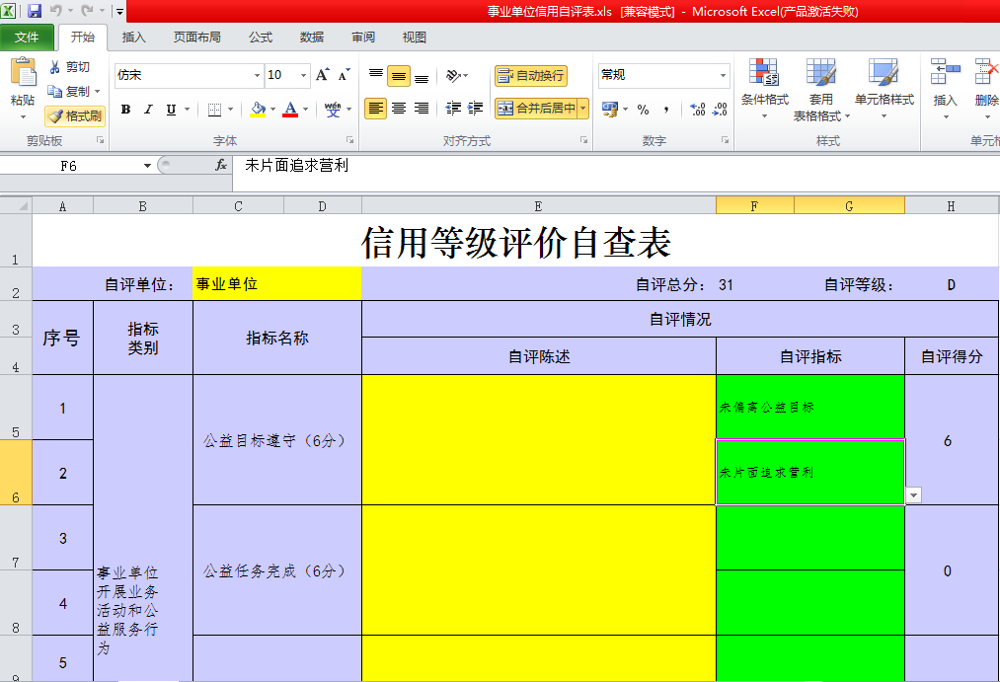 事业单位信用自评表.xls [兼容模式] - Microsoft Excel(产品激活失败)
文件 开始 插入 页面布局 公式 数据 审阅 视图
粘贴
剪切
复制
格式刷
剪贴板
仿宋 10
B I U
字体
自动换行
合并后居中
对齐方式
常规
数字
条件格式
套用
表格格式
单元格样式
样式
插入 删除
单元格
F6 fx 未片面追求营利
A B C D E F G H
1 信用等级评价自查表
2 自评单位: 事业单位 自评总分: 31 自评等级: D
3 序号 指标
类别 指标名称 自评情况
4 自评陈述 自评指标 自评得分
5 1 公益目标遵守（6分） 未偏离公益目标 6
6 2 未片面追求营利
7 3 公益任务完成（6分） 0
8 4
事业单位
开展业务
活动和公
益服务行
为
9 5